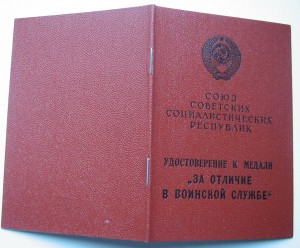 СОЮЗ
СОВЕТСКИХ
СОЦИАЛИСТИЧЕСКИХ
РЕСПУБЛИК
УДОСТОВЕРЕНИЕ К МЕДАЛИ
„ЗА ОТЛИЧИЕ
В ВОИНСКОЙ СЛУЖБЕ“